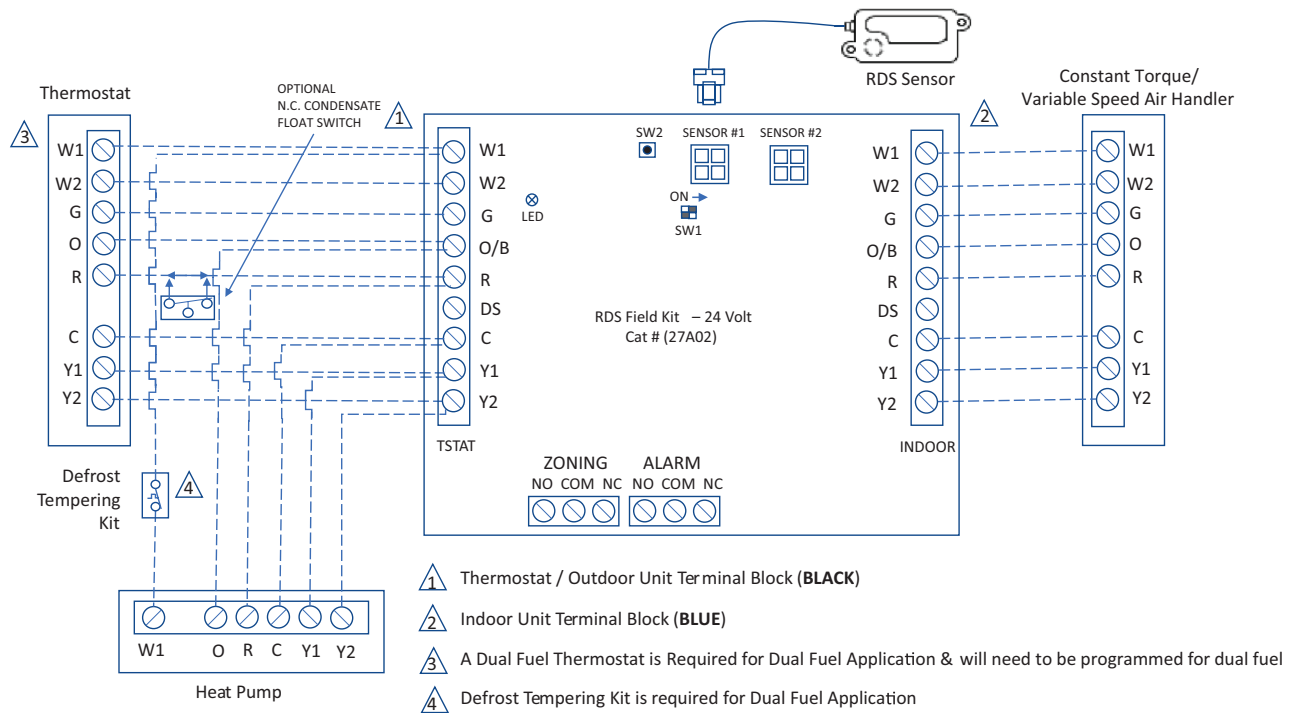 RDS Sensor
Constant Torque/
Variable Speed Air Handler
Thermostat
OPTIONAL
N.C. CONDENSATE
FLOAT SWITCH
1
2
3
W1
W2
G
O
R
C
Y1
Y2
W1
W2
G
O/B
R
DS
C
Y1
Y2
TSTAT
LED
SW2
SENSOR #1
SENSOR #2
ON
SW1
RDS Field Kit – 24 Volt
Cat # (27A02)
W1
W2
G
O/B
R
DS
C
Y1
Y2
INDOOR
W1
W2
G
O
R
C
Y1
Y2
ZONING
NO COM NC
ALARM
NO COM NC
Defrost
Tempering
Kit
4
W1 O R C Y1 Y2
Heat Pump
1 Thermostat / Outdoor Unit Terminal Block (BLACK)
2 Indoor Unit Terminal Block (BLUE)
3 A Dual Fuel Thermostat is Required for Dual Fuel Application & will need to be programmed for dual fuel
4 Defrost Tempering Kit is required for Dual Fuel Application